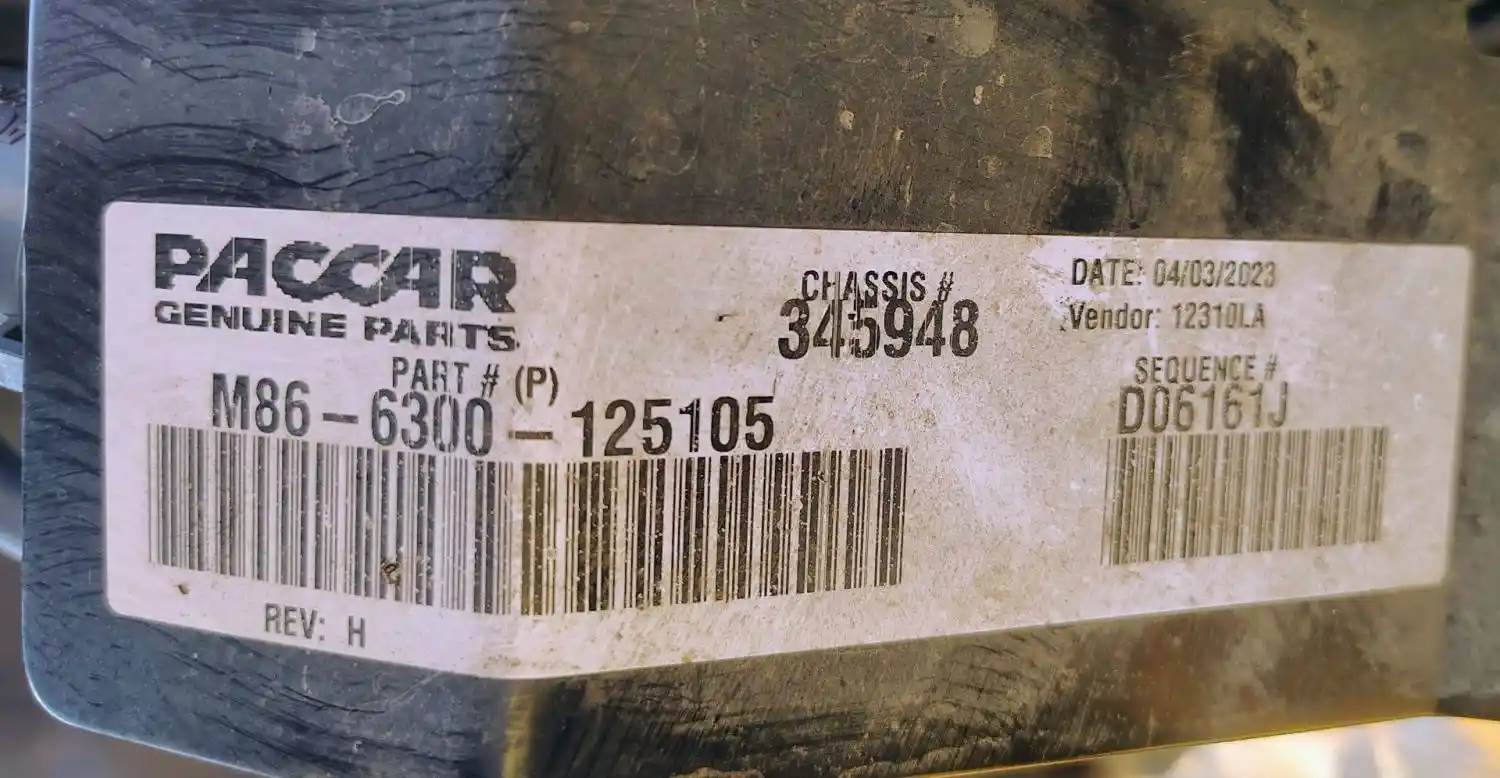 PACCAR
GENUINE PARTS
PART # (P)
M86-6300-125105
REV: H
CHASSIS #
345948
DATE: 04/03/2023
Vendor: 12310LA
SEQUENCE #
D06161J